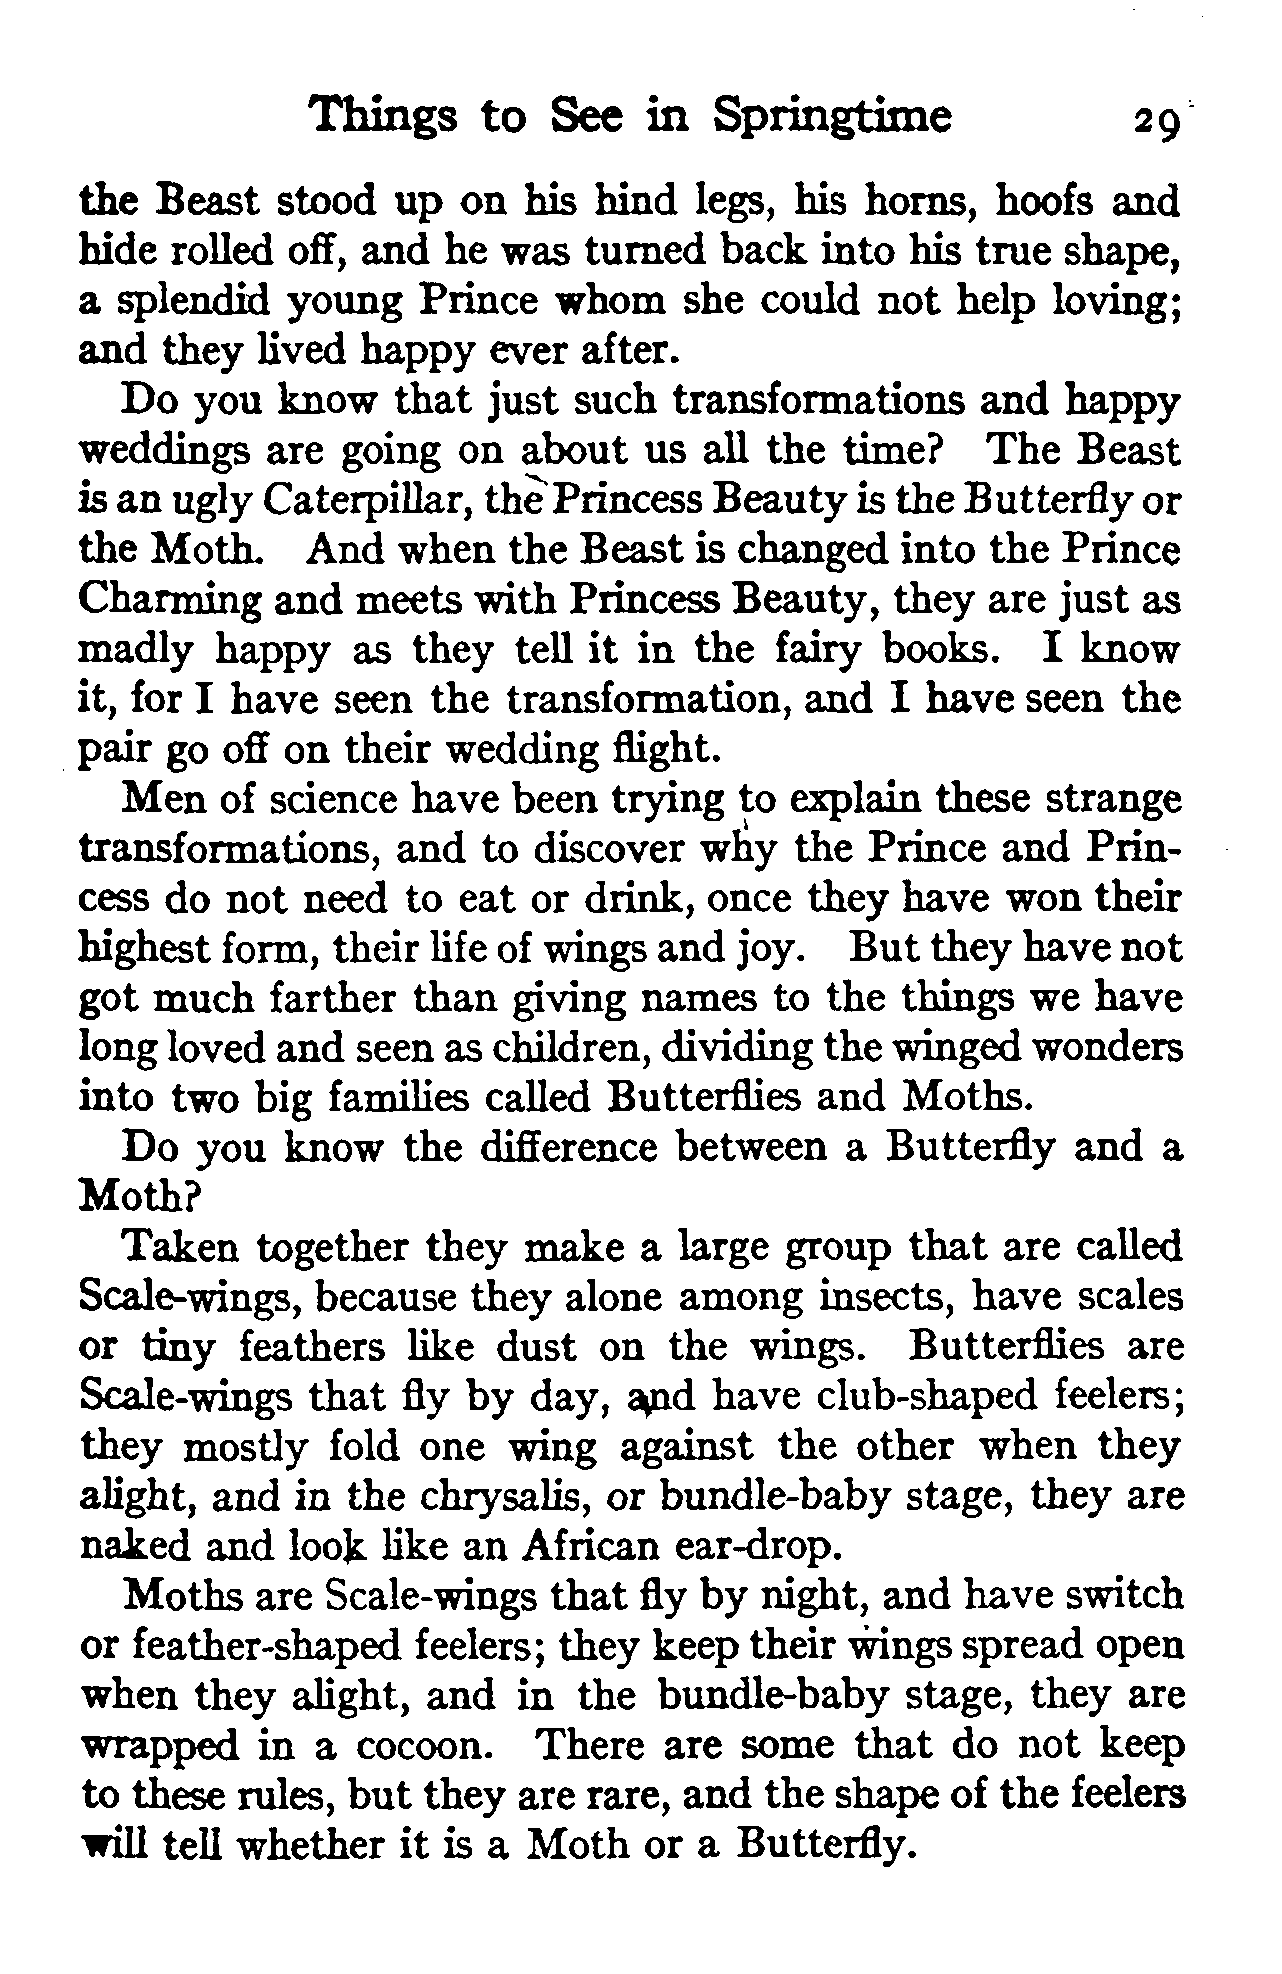 Things to See in Springtime 29
the Beast stood up on his hind legs, his horns, hoofs and
hide rolled off, and he was turned back into his true shape,
a splendid young Prince whom she could not help loving;
and they lived happy ever after.
Do you know that just such transformations and happy
weddings are going on about us all the time? The Beast
is an ugly Caterpillar, the Princess Beauty is the Butterfly or
the Moth. And when the Beast is changed into the Prince
Charming and meets with Princess Beauty, they are just as
madly happy as they tell it in the fairy books. I know
it, for I have seen the transformation, and I have seen the
pair go off on their wedding flight.
Men of science have been trying to explain these strange
transformations, and to discover why the Prince and Prin-
cess do not need to eat or drink, once they have won their
highest form, their life of wings and joy. But they have not
got much farther than giving names to the things we have
long loved and seen as children, dividing the winged wonders
into two big families called Butterflies and Moths.
Do you know the difference between a Butterfly and a
Moth?
Taken together they make a large group that are called
Scale-wings, because they alone among insects, have scales
or tiny feathers like dust on the wings. Butterflies are
Scale-wings that fly by day, and have club-shaped feelers;
they mostly fold one wing against the other when they
alight, and in the chrysalis, or bundle-baby stage, they are
naked and look like an African ear-drop.
Moths are Scale-wings that fly by night, and have switch
or feather-shaped feelers; they keep their wings spread open
when they alight, and in the bundle-baby stage, they are
wrapped in a cocoon. There are some that do not keep
to these rules, but they are rare, and the shape of the feelers
will tell whether it is a Moth or a Butterfly.